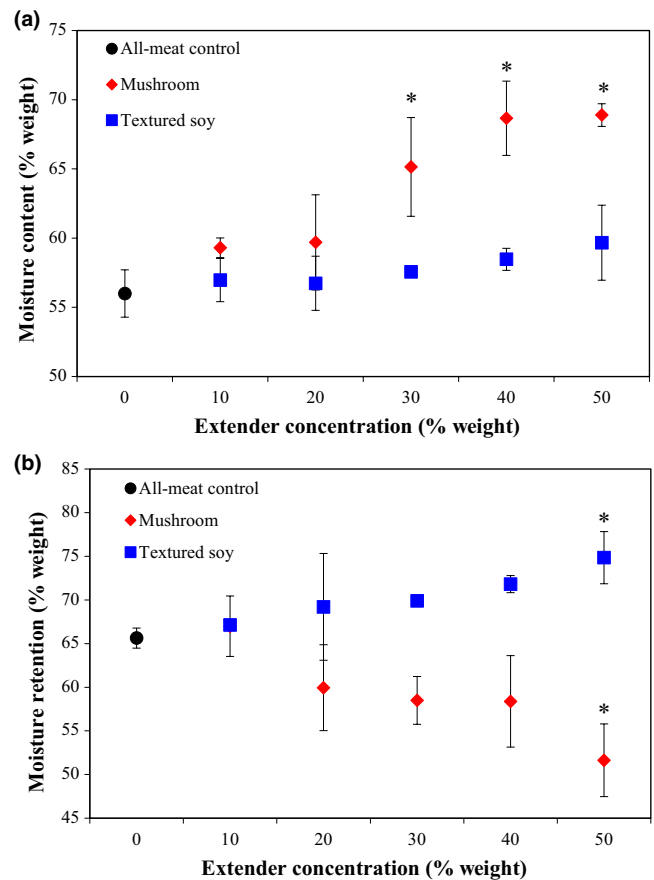 (a)
75
70
65
60
55
50
Moisture content (% weight)
All-meat control
Mushroom
Textured soy
* * *
0 10 20 30 40 50
Extender concentration (% weight)
(b)
85
80
75
70
65
60
55
50
45
Moisture retention (% weight)
All-meat control
Mushroom
Textured soy
*
*
0 10 20 30 40 50
Extender concentration (% weight)